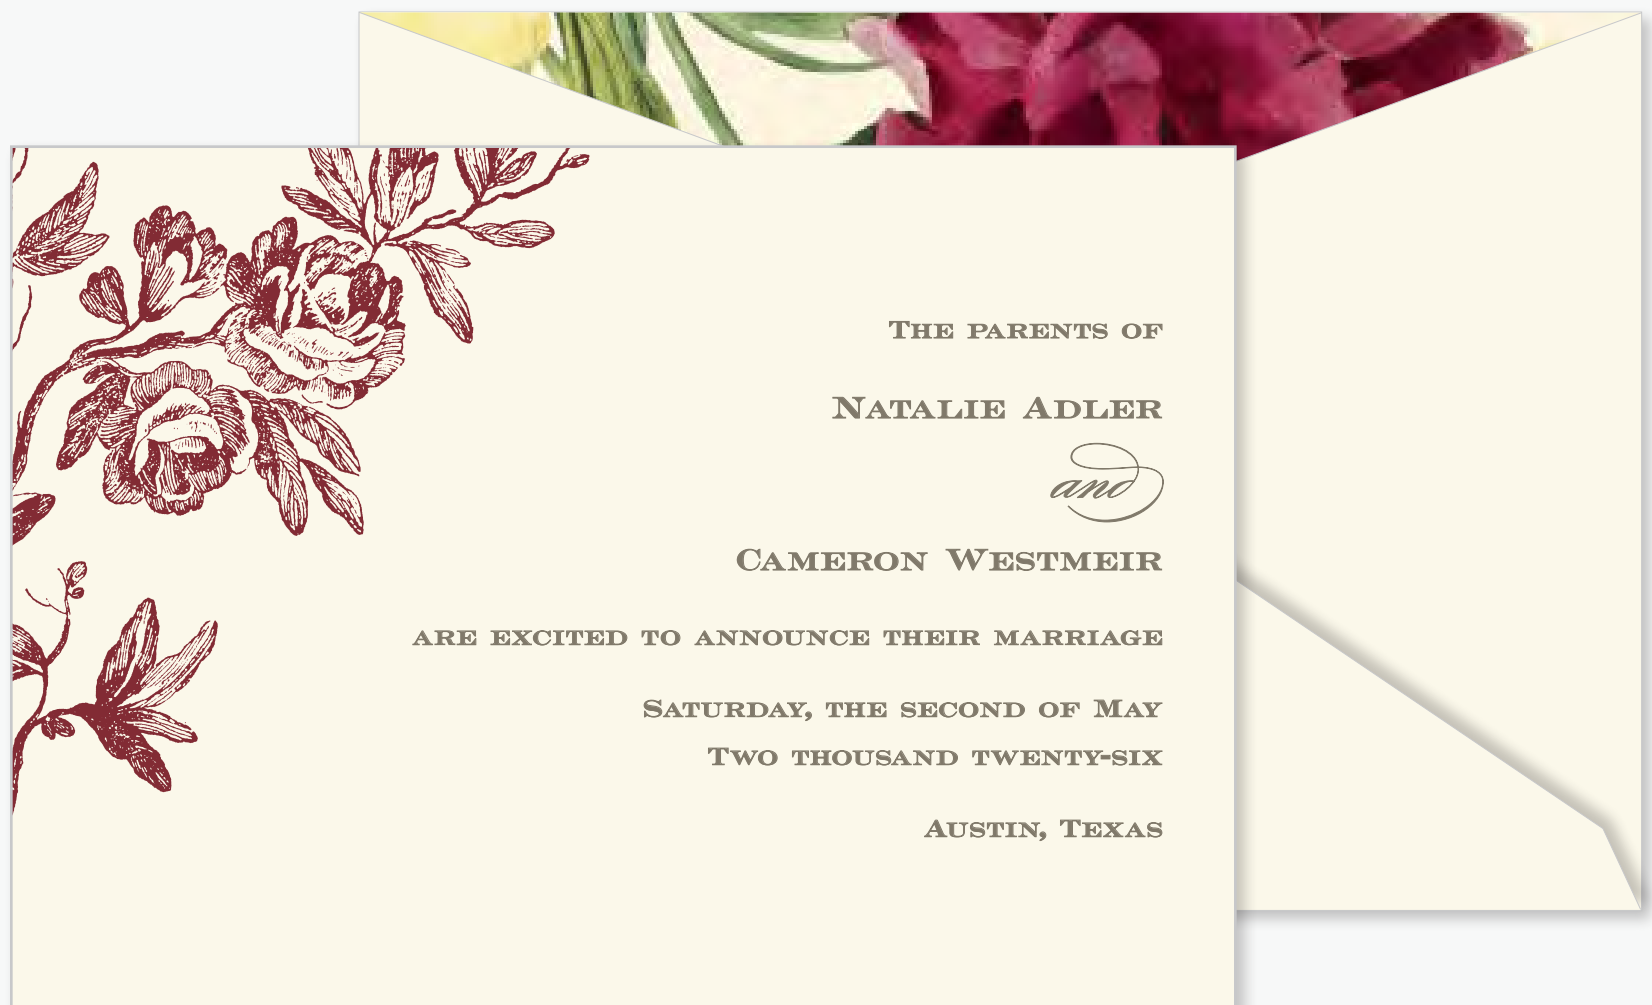 The parents of
Natalie Adler
and
Cameron Westmeir
are excited to announce their marriage
Saturday, the second of May
Two thousand twenty-six
Austin, Texas